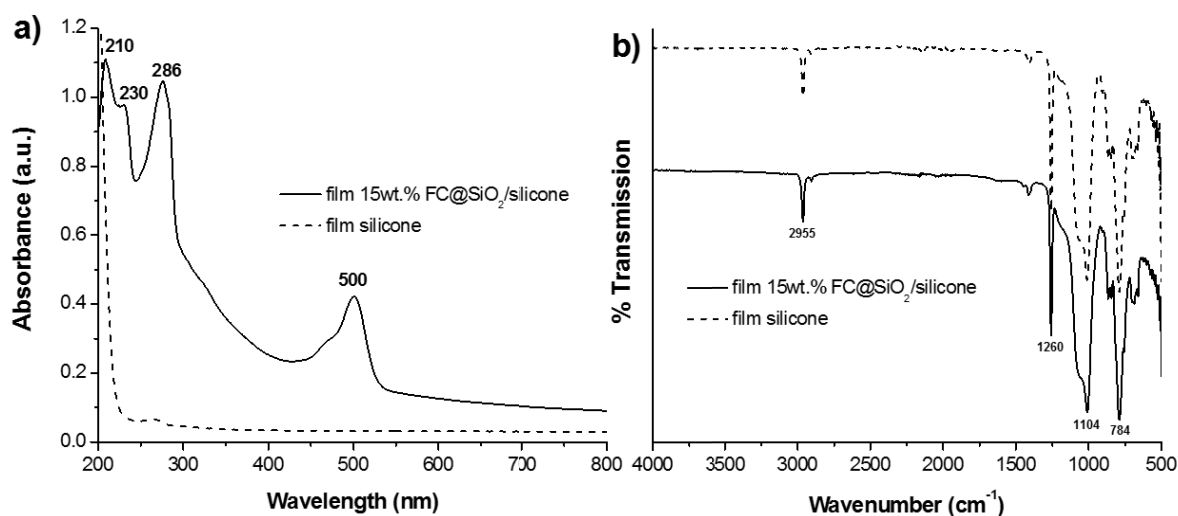 a)
1.2
1.0
0.8
0.6
0.4
0.2
0.0
Absorbance (a.u.)
210
230
286
500
film 15wt.% FC@SiO₂/silicone
film silicone
200 300 400 500 600 700 800
Wavelength (nm)
b)
% Transmission
2955
film 15wt.% FC@SiO₂/silicone
film silicone
1260
1104
784
4000 3500 3000 2500 2000 1500 1000 500
Wavenumber (cm⁻¹)